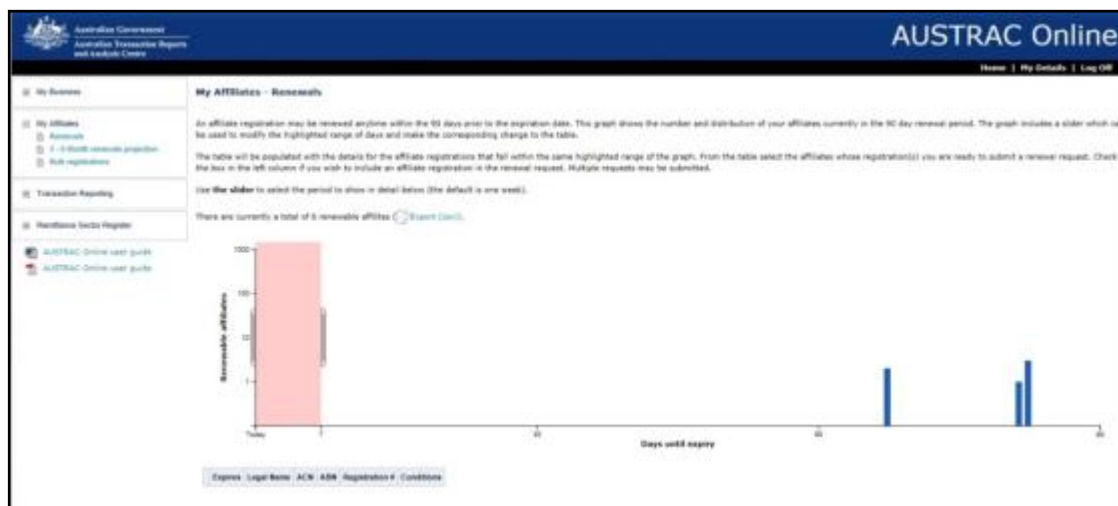 Australian Government
Australian Transaction Reports
and Analysis Centre
AUSTRAC Online
Home | My Details | Log Off
My Business
My Affiliates
Renewals
3 - 6 Month renewals projection
Bulk registrations
Transaction Reporting
Remittance Sector Register
AUSTRAC Online user guide
AUSTRAC Online user guide
My Affiliates - Renewals
An affiliate registration may be renewed anytime within the 90 days prior to the expiration date. This graph shows the number and distribution of your affiliates currently in the 90 day renewal period. The graph includes a slider which
be used to modify the highlighted range of days and make the corresponding change to the table.
The table will be populated with the details for the affiliate registrations that fall within the same highlighted range of the graph. From the table select the affiliates whose registration(s) you are ready to submit a renewal request. Check
the box in the left column if you wish to include an affiliate registration in the renewal request. Multiple requests may be submitted.
Use the slider to select the period to show in detail below (the default is one week).
There are currently a total of 6 renewable affilites ( Export (csv)).
Renewable affiliates
1000
100
10
1
Today
7
Days until expiry
Expires Legal Name ACN ABN Registration # Conditions